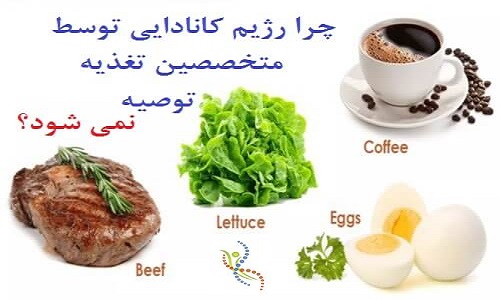 چرا رژیم کانادایی توسط
متخصصین تغذیه
توصیه
نمی شود؟
Coffee
Lettuce
Eggs
Beef